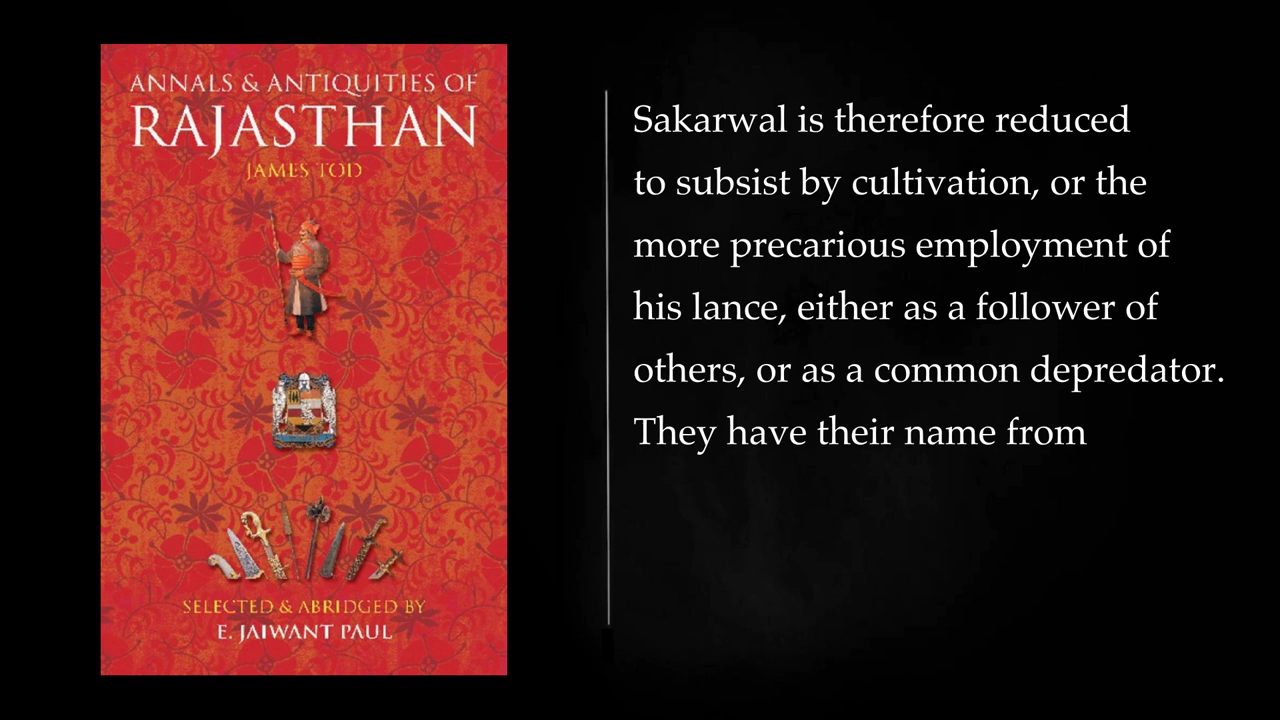 ANNALS & ANTIQUITIES OF
RAJASTHAN
JAMES TOD
SELECTED & ABRIDGED BY
E. JAIWANT PAUL
Sakarwal is therefore reduced
to subsist by cultivation, or the
more precarious employment of
his lance, either as a follower of
others, or as a common depredator.
They have their name from